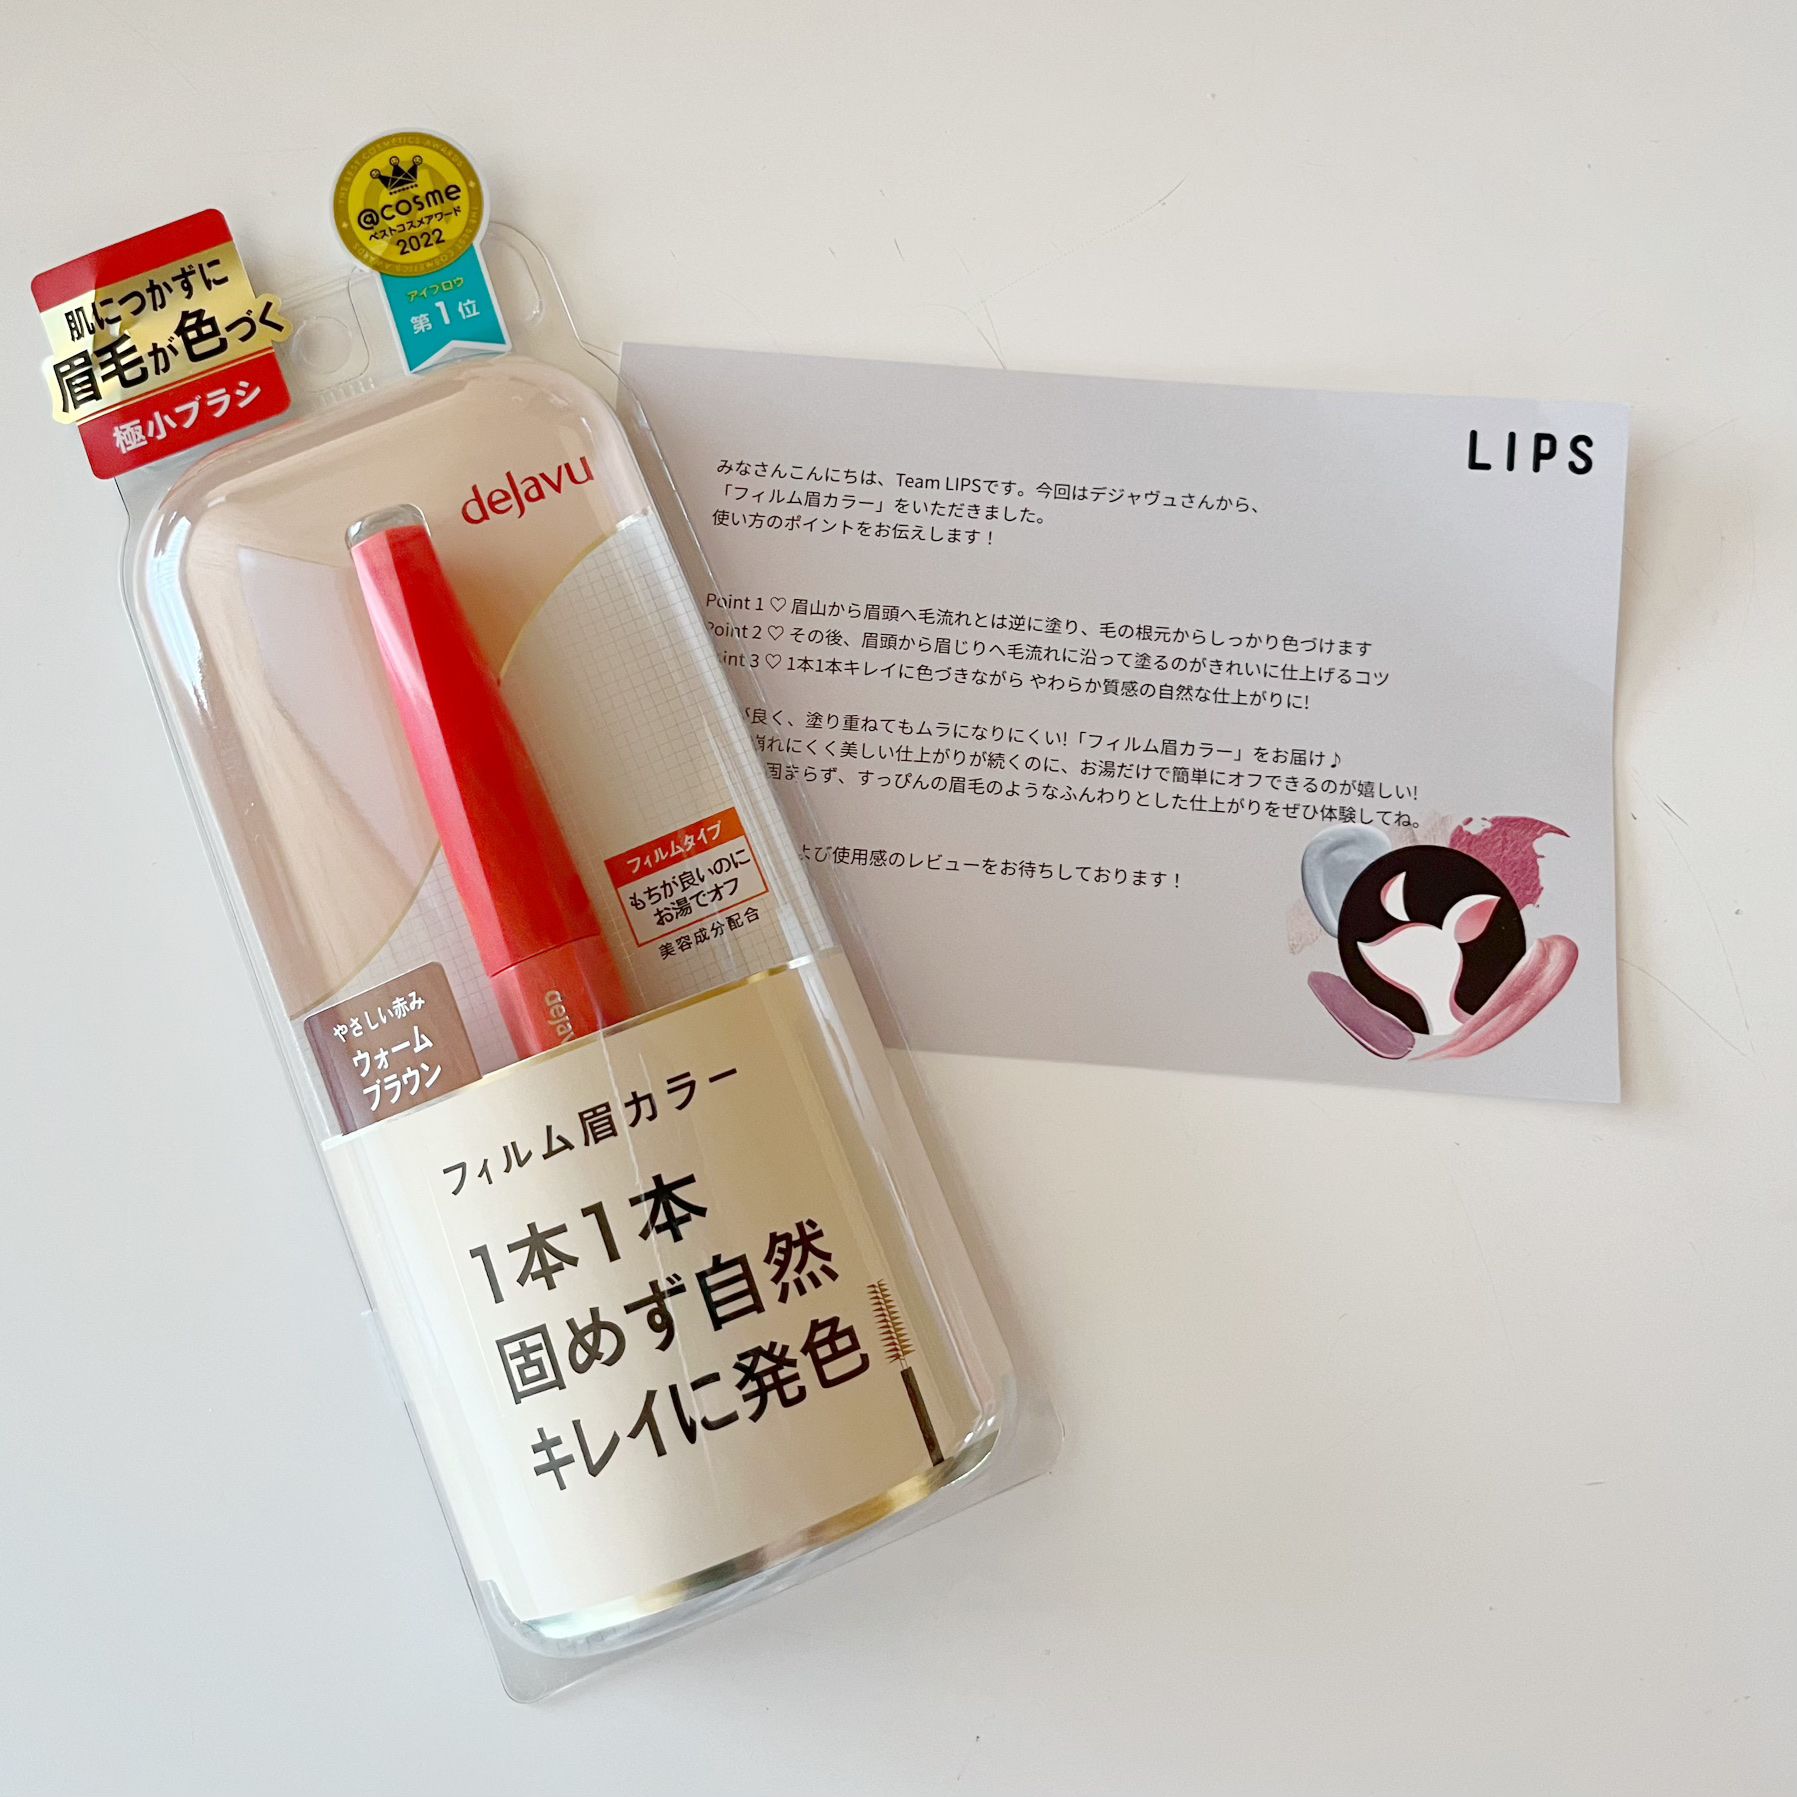 THE BEST COSMETICS AWARDS
@cosme
ベストコスメアワード
2022
アイブロウ
第1位
肌につかずに
眉毛が色づく
極小ブラシ
dejavu
フィルムタイプ
もちが良いのに
お湯でオフ
美容成分配合
やさしい赤み
ウォーム
ブラウン
フィルム眉カラー
1本1本
固めず自然
キレイに発色
LIPS
みなさんこんにちは、Team LIPSです。今回はデジャヴュさんから、
「フィルム眉カラー」をいただきました。
使い方のポイントをお伝えします！
Point 1 ♡ 眉山から眉頭へ毛流れとは逆に塗り、毛の根元からしっかり色づけます
Point 2 ♡ その後、眉頭から眉じりへ毛流れに沿って塗るのがきれいに仕上げるコツ
int 3 ♡ 1本1本キレイに色づきながら やわらか質感の自然な仕上がりに!
が良く、塗り重ねてもムラになりにくい!「フィルム眉カラー」をお届け♪
崩れにくく美しい仕上がりが続くのに、お湯だけで簡単にオフできるのが嬉しい!
固まらず、すっぴんの眉毛のようなふんわりとした仕上がりをぜひ体験してね。
よび使用感のレビューをお待ちしております！